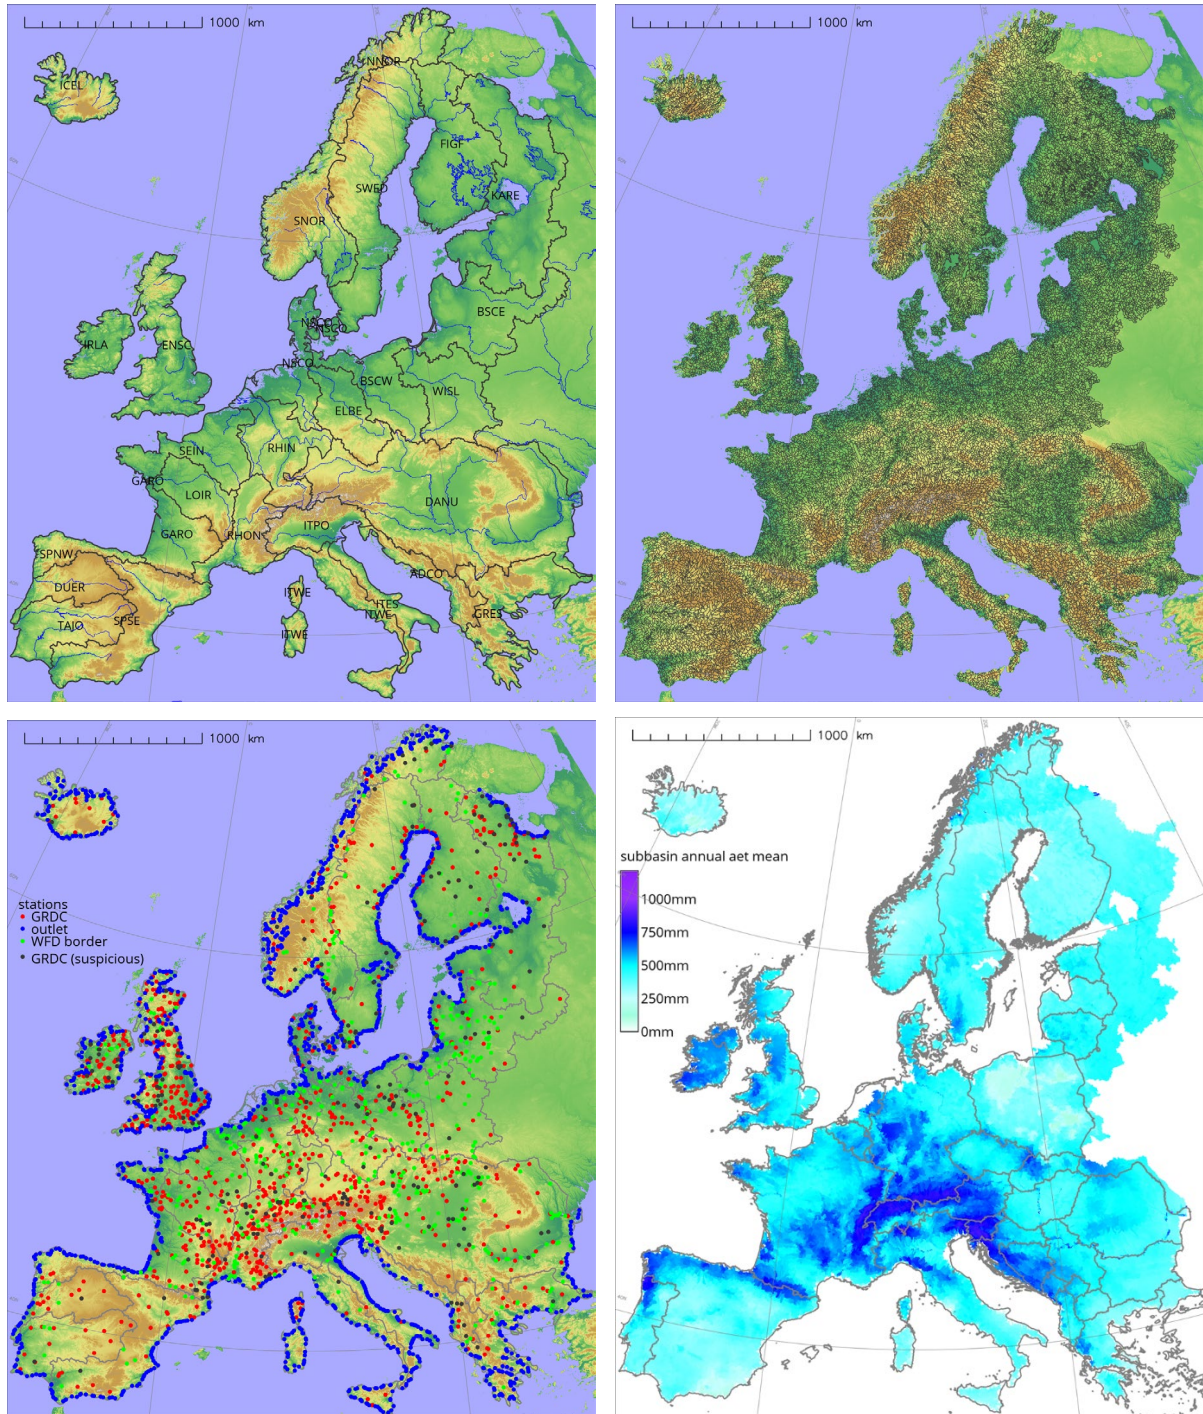 1000 km
NNOR
ICEL
FIGF
SWED
KARE
SNOR
BSCE
NSCO
NSCO
IRLA
ENSC
NSCO
BSCW
WISL
ELBE
SEIN
RHIN
GARO
LOIR
DANU
ITPO
GARO
RHON
SPNW
ADCO
DUER
ITWE
ITES
SPSE
ITWE
GRES
TAJO
ITWE
1000 km
1000 km
stations
GRDC
outlet
WFD border
GRDC (suspicious)
1000 km
subbasin annual aet mean
1000mm
750mm
500mm
250mm
0mm